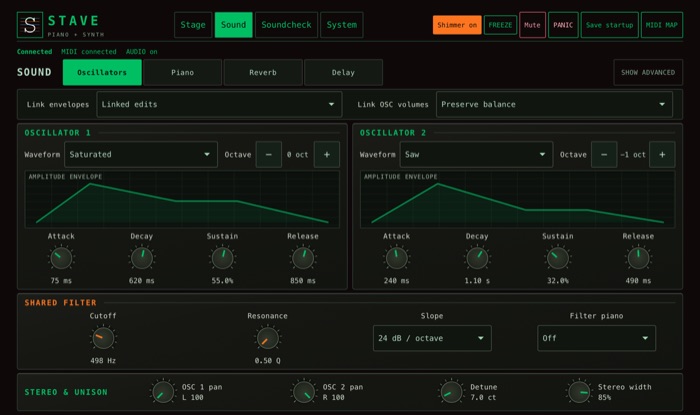 S STAVE
PIANO + SYNTH
Stage Sound Soundcheck System
Shimmer on FREEZE Mute PANIC Save startup MIDI MAP
Connected MIDI connected AUDIO on
SOUND Oscillators Piano Reverb Delay SHOW ADVANCED
Link envelopes Linked edits Link OSC volumes Preserve balance
OSCILLATOR 1
Waveform Saturated Octave − 0 oct +
AMPLITUDE ENVELOPE
Attack Decay Sustain Release
75 ms 620 ms 55.0% 850 ms
OSCILLATOR 2
Waveform Saw Octave − −1 oct +
AMPLITUDE ENVELOPE
Attack Decay Sustain Release
240 ms 1.10 s 32.0% 490 ms
SHARED FILTER
Cutoff Resonance Slope Filter piano
24 dB / octave Off
498 Hz 0.50 Q
STEREO & UNISON
OSC 1 pan
L 100
OSC 2 pan
R 100
Detune
7.0 ct
Stereo width
85%